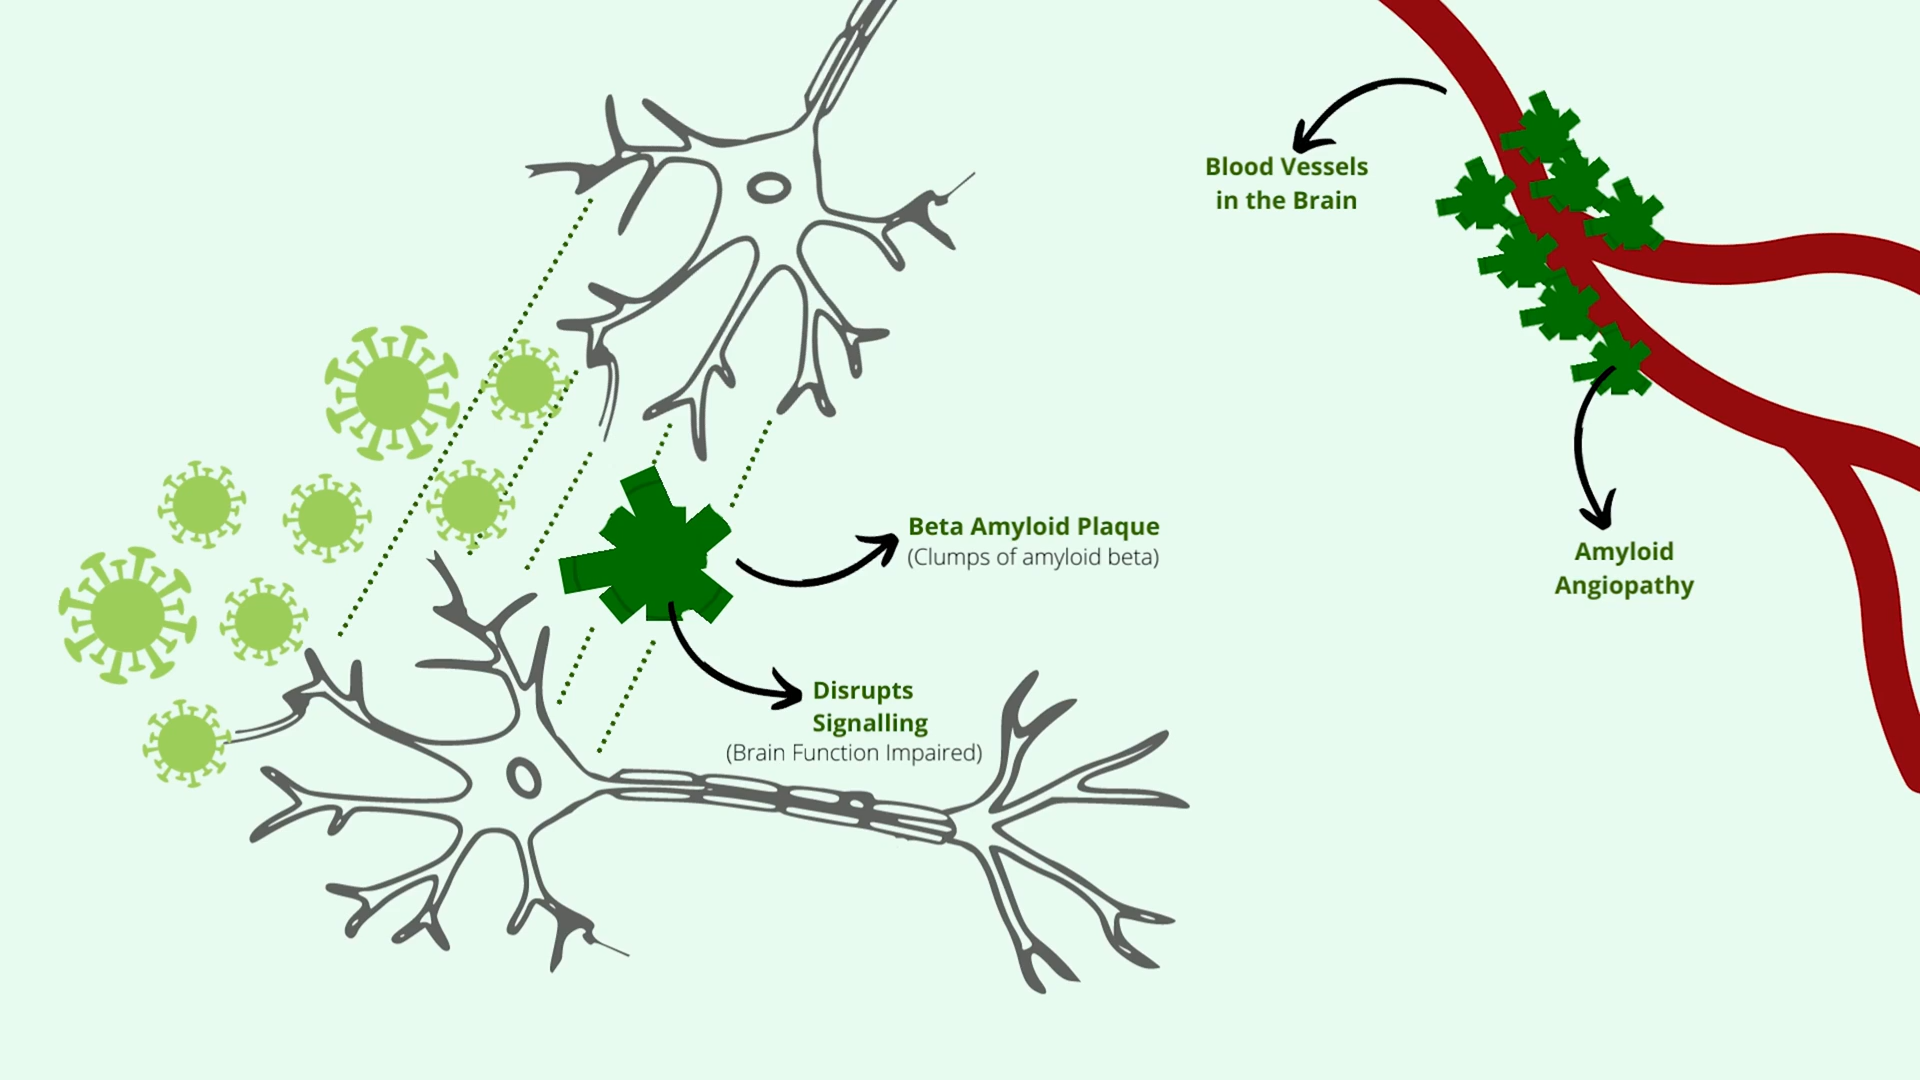 Blood Vessels
in the Brain
Beta Amyloid Plaque
(Clumps of amyloid beta)
Amyloid
Angiopathy
Disrupts
Signalling
(Brain Function Impaired)